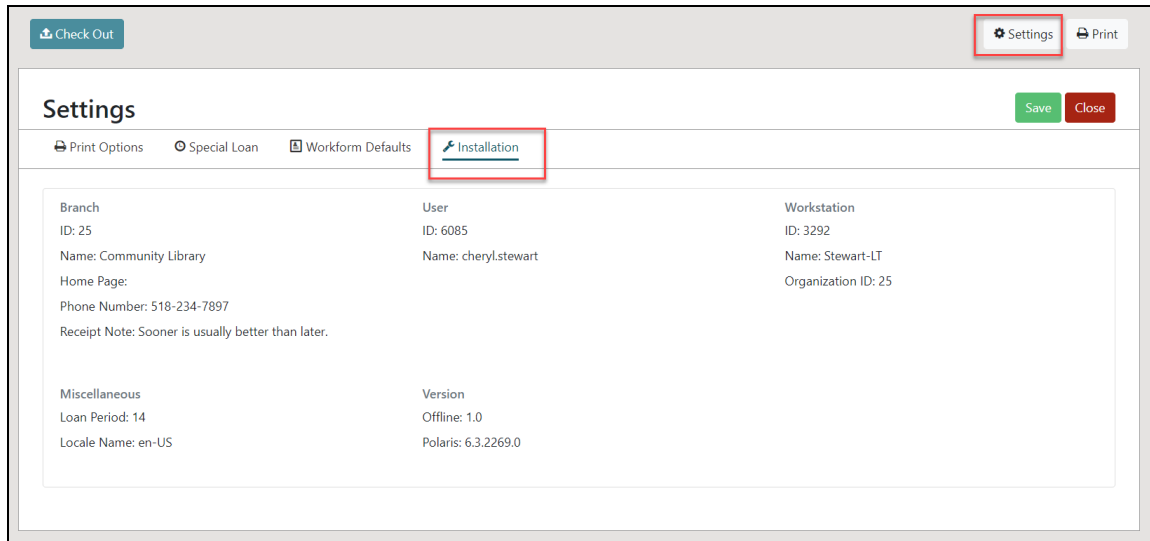 Check Out
Settings
Print
Settings
Save
Close
Print Options
Special Loan
Workform Defaults
Installation
Branch
ID: 25
Name: Community Library
Home Page:
Phone Number: 518-234-7897
Receipt Note: Sooner is usually better than later.
User
ID: 6085
Name: cheryl.stewart
Workstation
ID: 3292
Name: Stewart-LT
Organization ID: 25
Miscellaneous
Loan Period: 14
Locale Name: en-US
Version
Offline: 1.0
Polaris: 6.3.2269.0